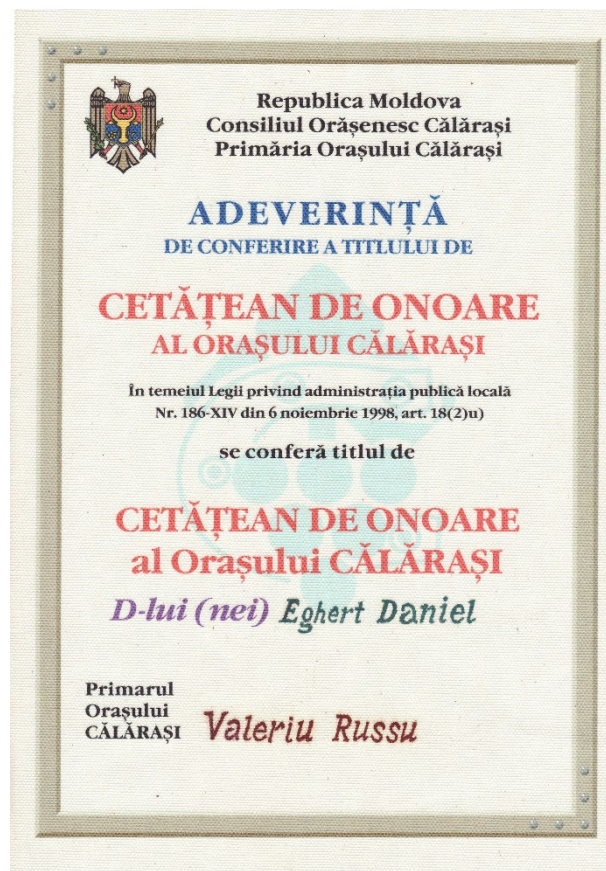 Republica Moldova
Consiliul Orășenesc Călărași
Primăria Orașului Călărași
ADEVERINȚĂ
DE CONFERIRE A TITLULUI DE
CETĂȚEAN DE ONOARE
AL ORAȘULUI CĂLĂRAȘI
În temeiul Legii privind administrația publică locală
Nr. 186-XIV din 6 noiembrie 1998, art. 18(2)u)
se conferă titlul de
CETĂȚEAN DE ONOARE
al Orașului CĂLĂRAȘI
D-lui (nei) Eghert Daniel
Primarul
Orașului
CĂLĂRAȘI Valeriu Russu